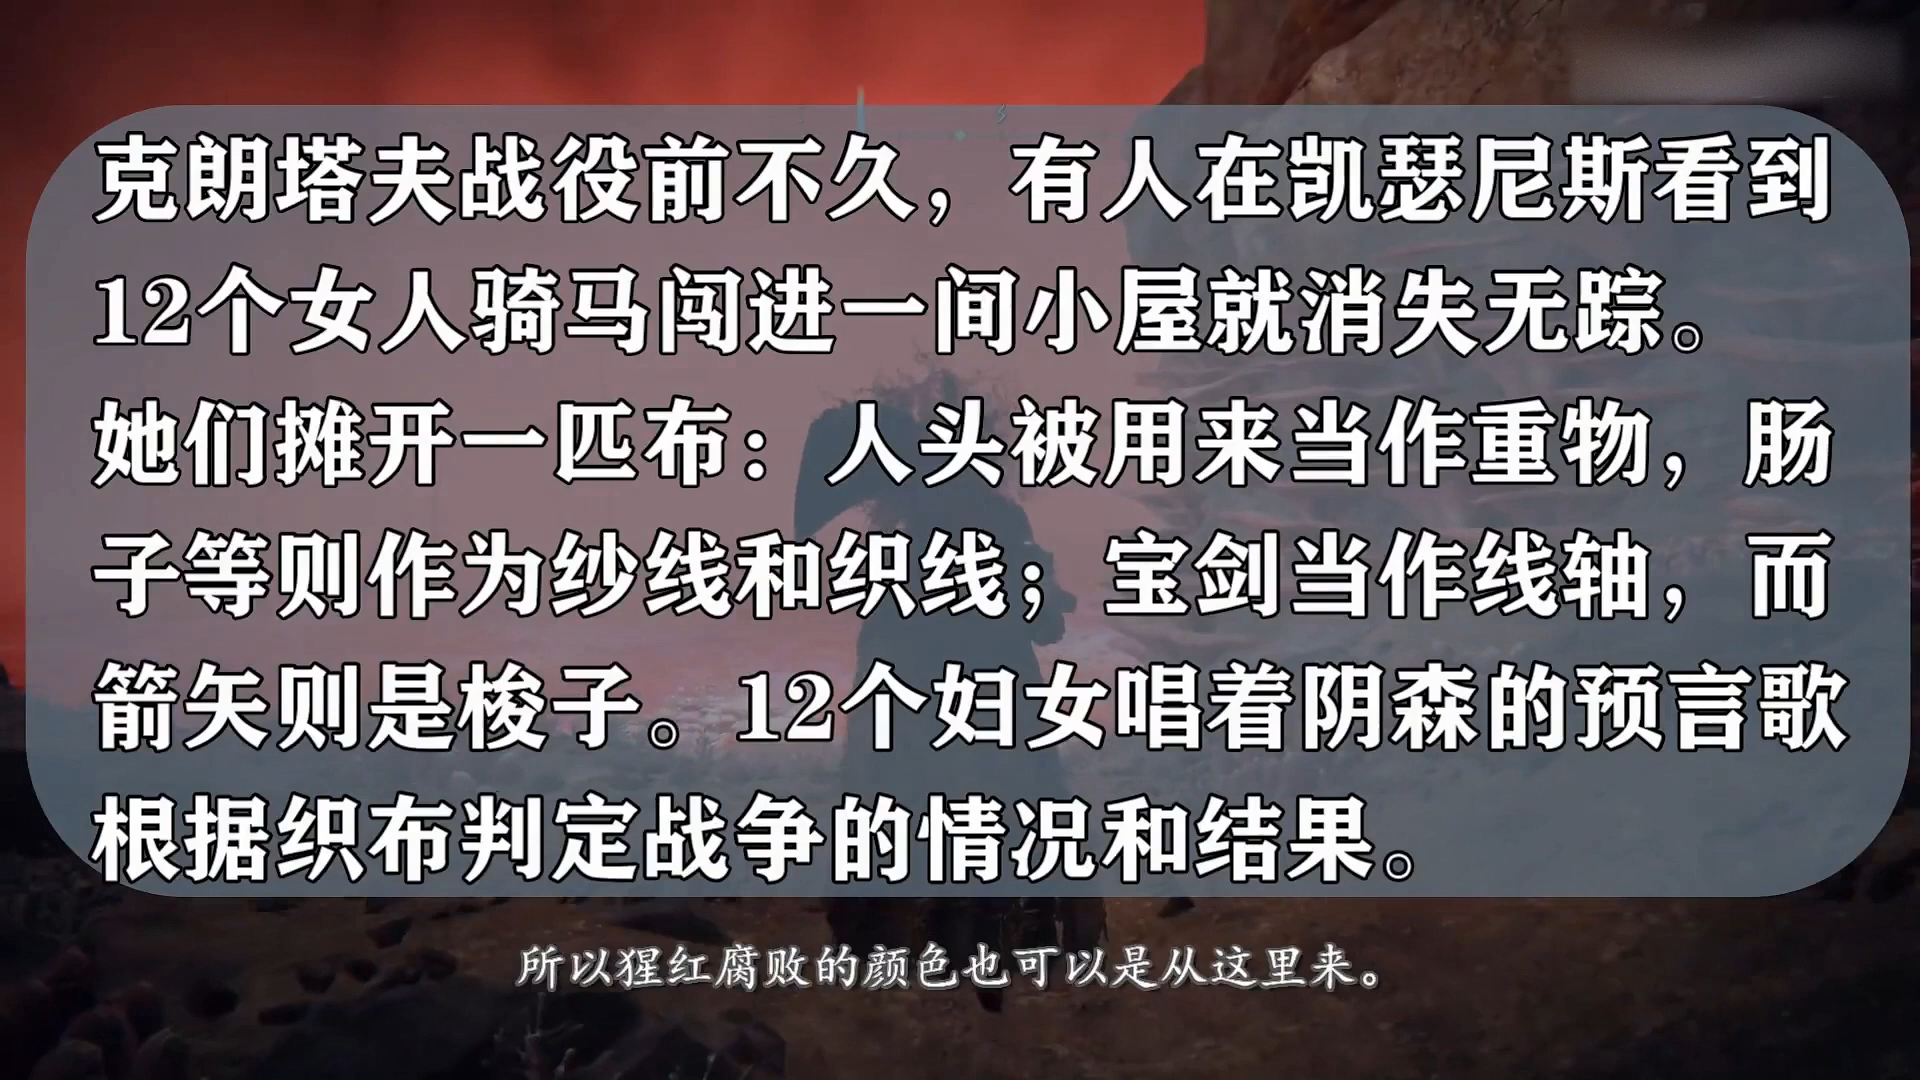 克朗塔夫战役前不久，有人在凯瑟尼斯看到
12个女人骑马闯进一间小屋就消失无踪。
她们摊开一匹布：人头被用来当作重物，肠
子等则作为纱线和织线；宝剑当作线轴，而
箭矢则是梭子。12个妇女唱着阴森的预言歌
根据织布判定战争的情况和结果。
所以猩红腐败的颜色也可以是从这里来。